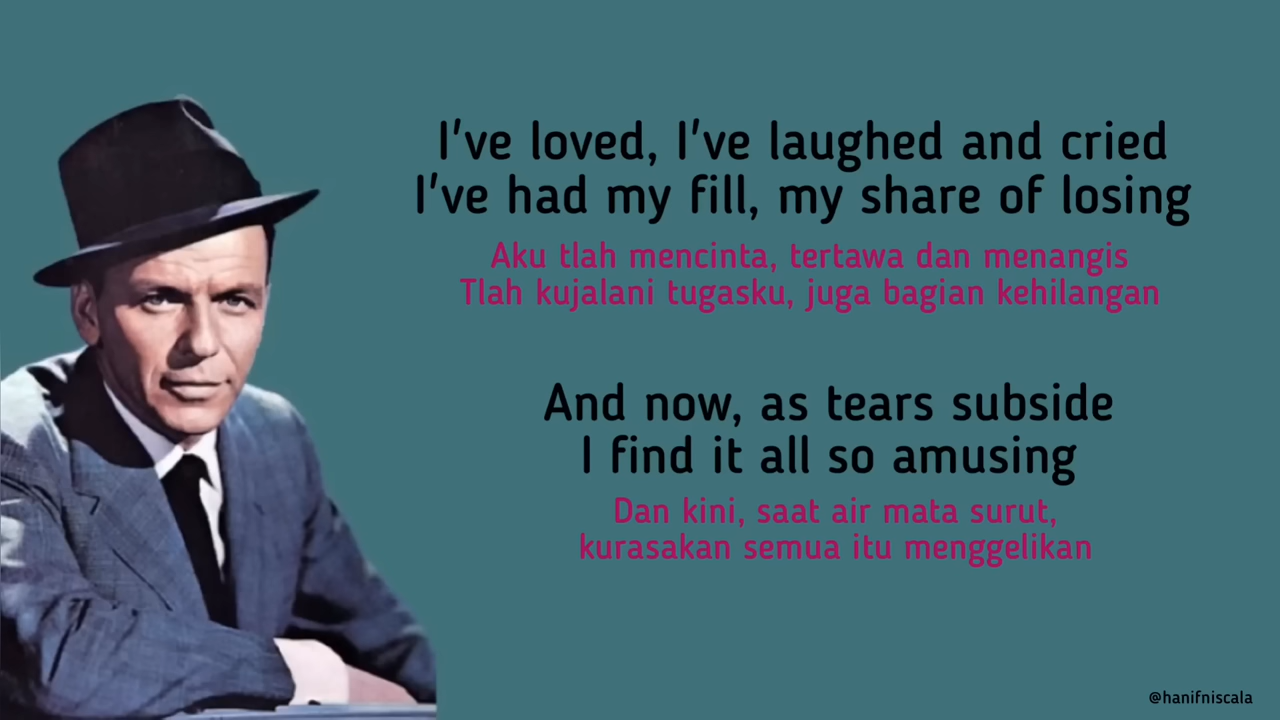 I've loved, I've laughed and cried
I've had my fill, my share of losing
Aku tlah mencinta, tertawa dan menangis
Tlah kujalani tugasku, juga bagian kehilangan
And now, as tears subside
I find it all so amusing
Dan kini, saat air mata surut,
kurasakan semua itu menggelikan
@hanifniscala